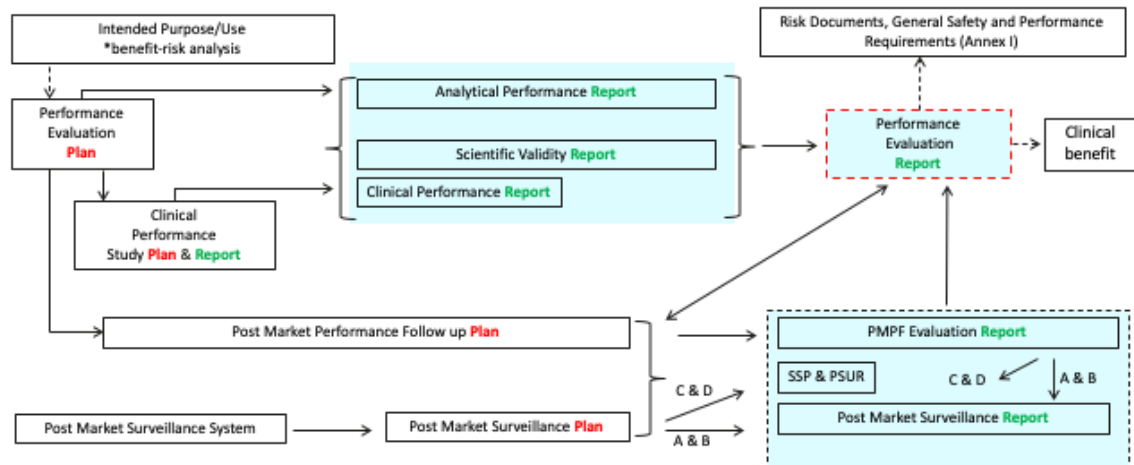 Intended Purpose/Use
*benefit-risk analysis
Risk Documents, General Safety and Performance
Requirements (Annex I)
Performance
Evaluation
Plan
Analytical Performance Report
Scientific Validity Report
Clinical Performance Report
Performance
Evaluation
Report
Clinical
benefit
Clinical
Performance
Study Plan & Report
Post Market Performance Follow up Plan
PMPF Evaluation Report
SSP & PSUR
C & D
A & B
C & D
Post Market Surveillance System
Post Market Surveillance Plan
A & B
Post Market Surveillance Report